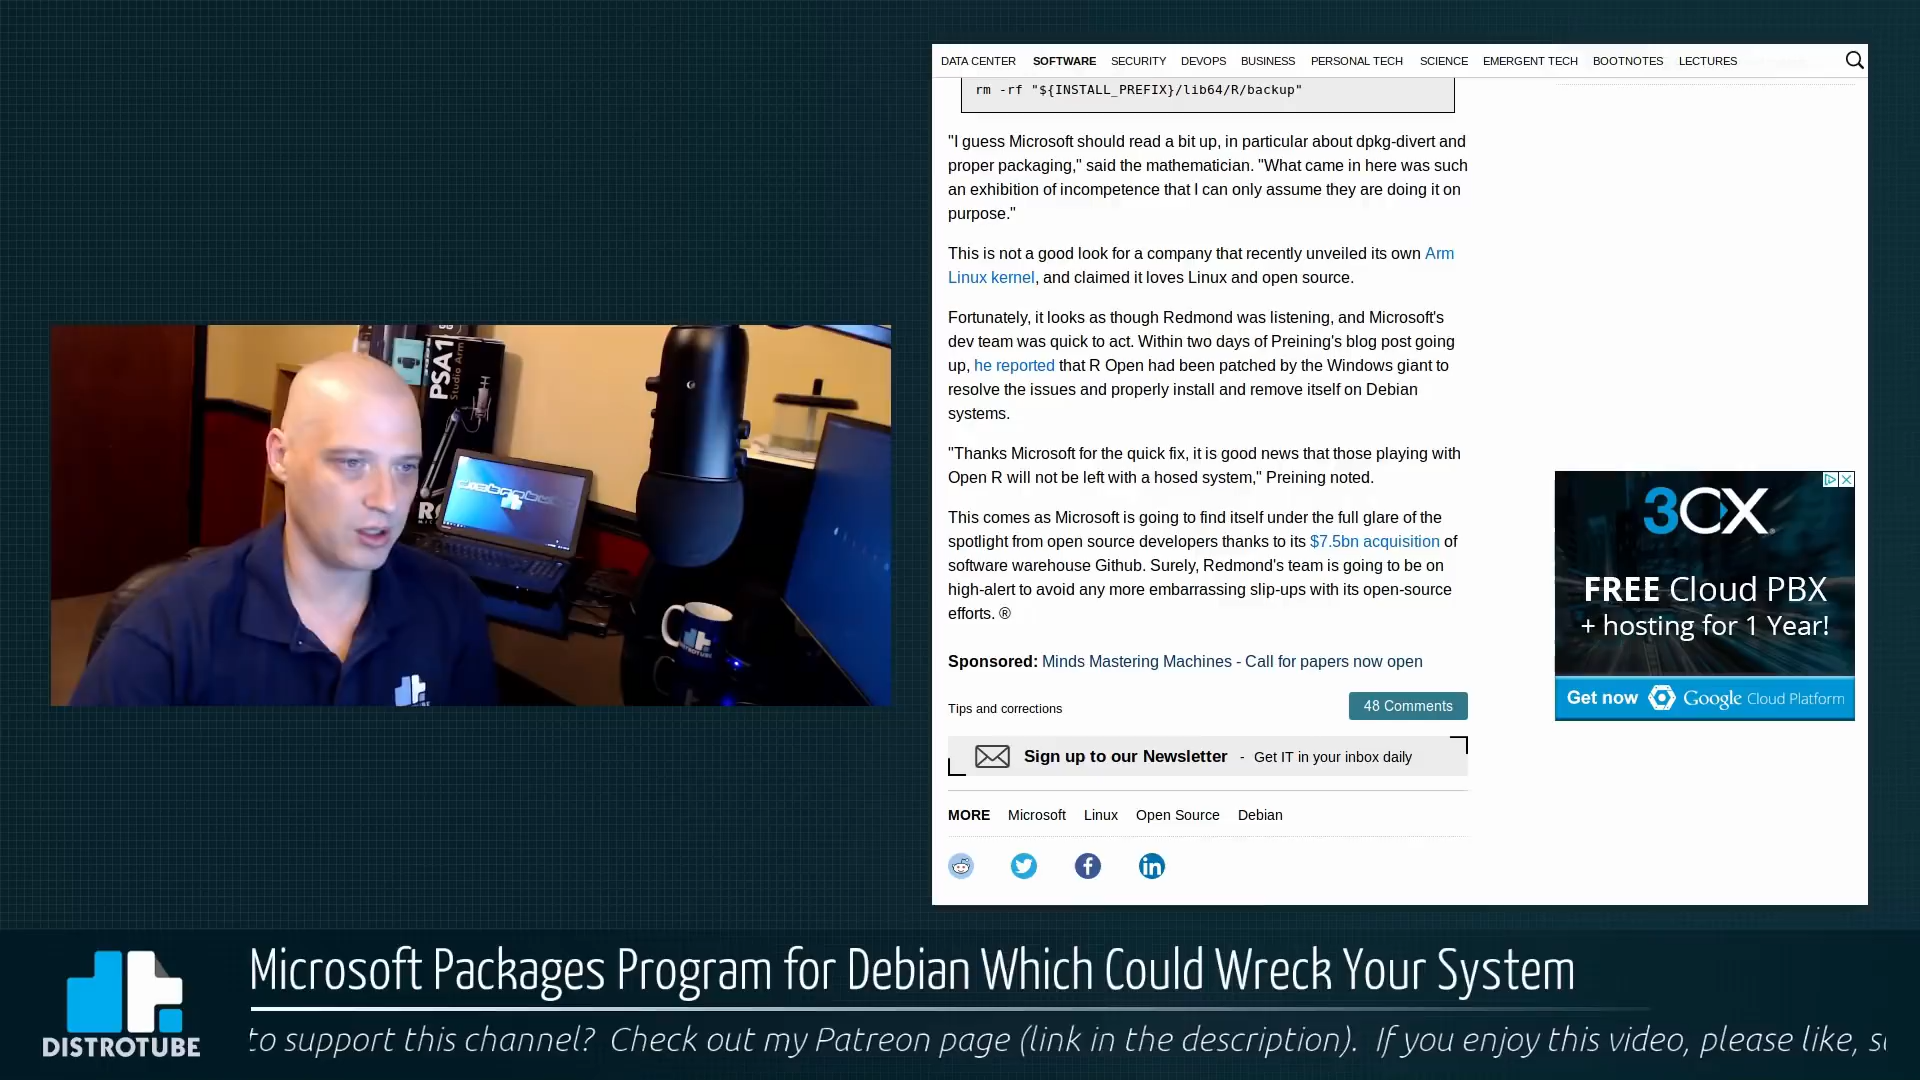 DATA CENTER SOFTWARE SECURITY DEVOPS BUSINESS PERSONAL TECH SCIENCE EMERGENT TECH BOOTNOTES LECTURES
rm -rf "${INSTALL_PREFIX}/lib64/R/backup"
"I guess Microsoft should read a bit up, in particular about dpkg-divert and
proper packaging," said the mathematician. "What came in here was such
an exhibition of incompetence that I can only assume they are doing it on
purpose."
This is not a good look for a company that recently unveiled its own Arm
Linux kernel, and claimed it loves Linux and open source.
Fortunately, it looks as though Redmond was listening, and Microsoft's
dev team was quick to act. Within two days of Preining's blog post going
up, he reported that R Open had been patched by the Windows giant to
resolve the issues and properly install and remove itself on Debian
systems.
"Thanks Microsoft for the quick fix, it is good news that those playing with
Open R will not be left with a hosed system," Preining noted.
This comes as Microsoft is going to find itself under the full glare of the
spotlight from open source developers thanks to its $7.5bn acquisition of
software warehouse Github. Surely, Redmond's team is going to be on
high-alert to avoid any more embarrassing slip-ups with its open-source
efforts. ®
Sponsored: Minds Mastering Machines - Call for papers now open
Tips and corrections
48 Comments
Sign up to our Newsletter - Get IT in your inbox daily
MORE Microsoft Linux Open Source Debian
3CX
FREE Cloud PBX
+ hosting for 1 Year!
Get now Google Cloud Platform
PSA1
Studio Arm
DISTROTUBE
Microsoft Packages Program for Debian Which Could Wreck Your System
to support this channel? Check out my Patreon page (link in the description). If you enjoy this video, please like, su
DISTROTUBE